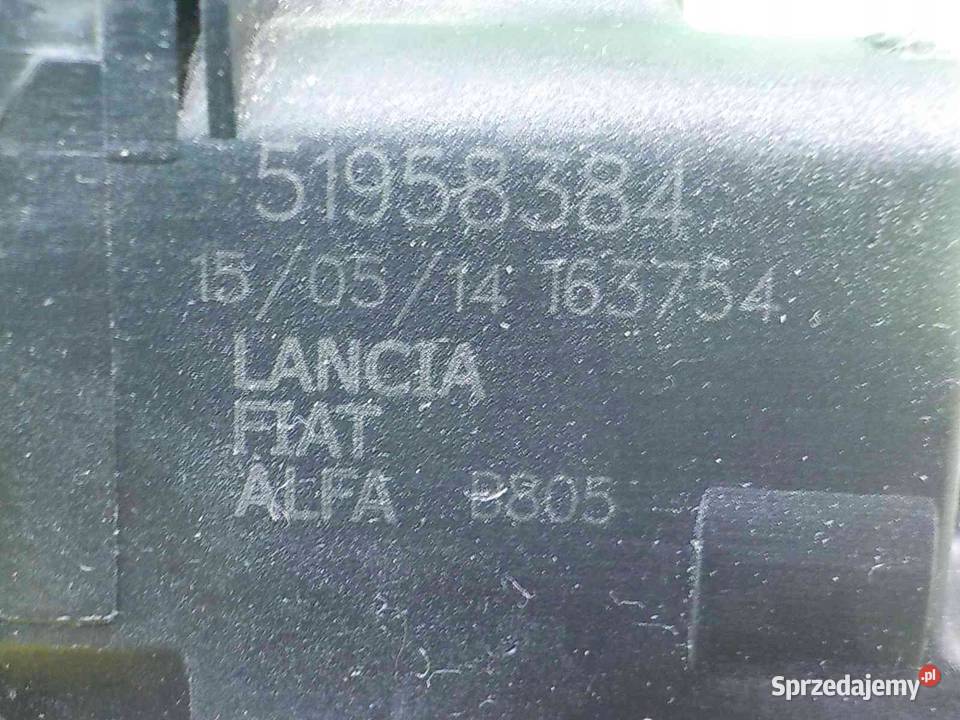 51958384
15/05/14 163754
LANCIA
FIAT
ALFA B805
Sprzedajemy.pl